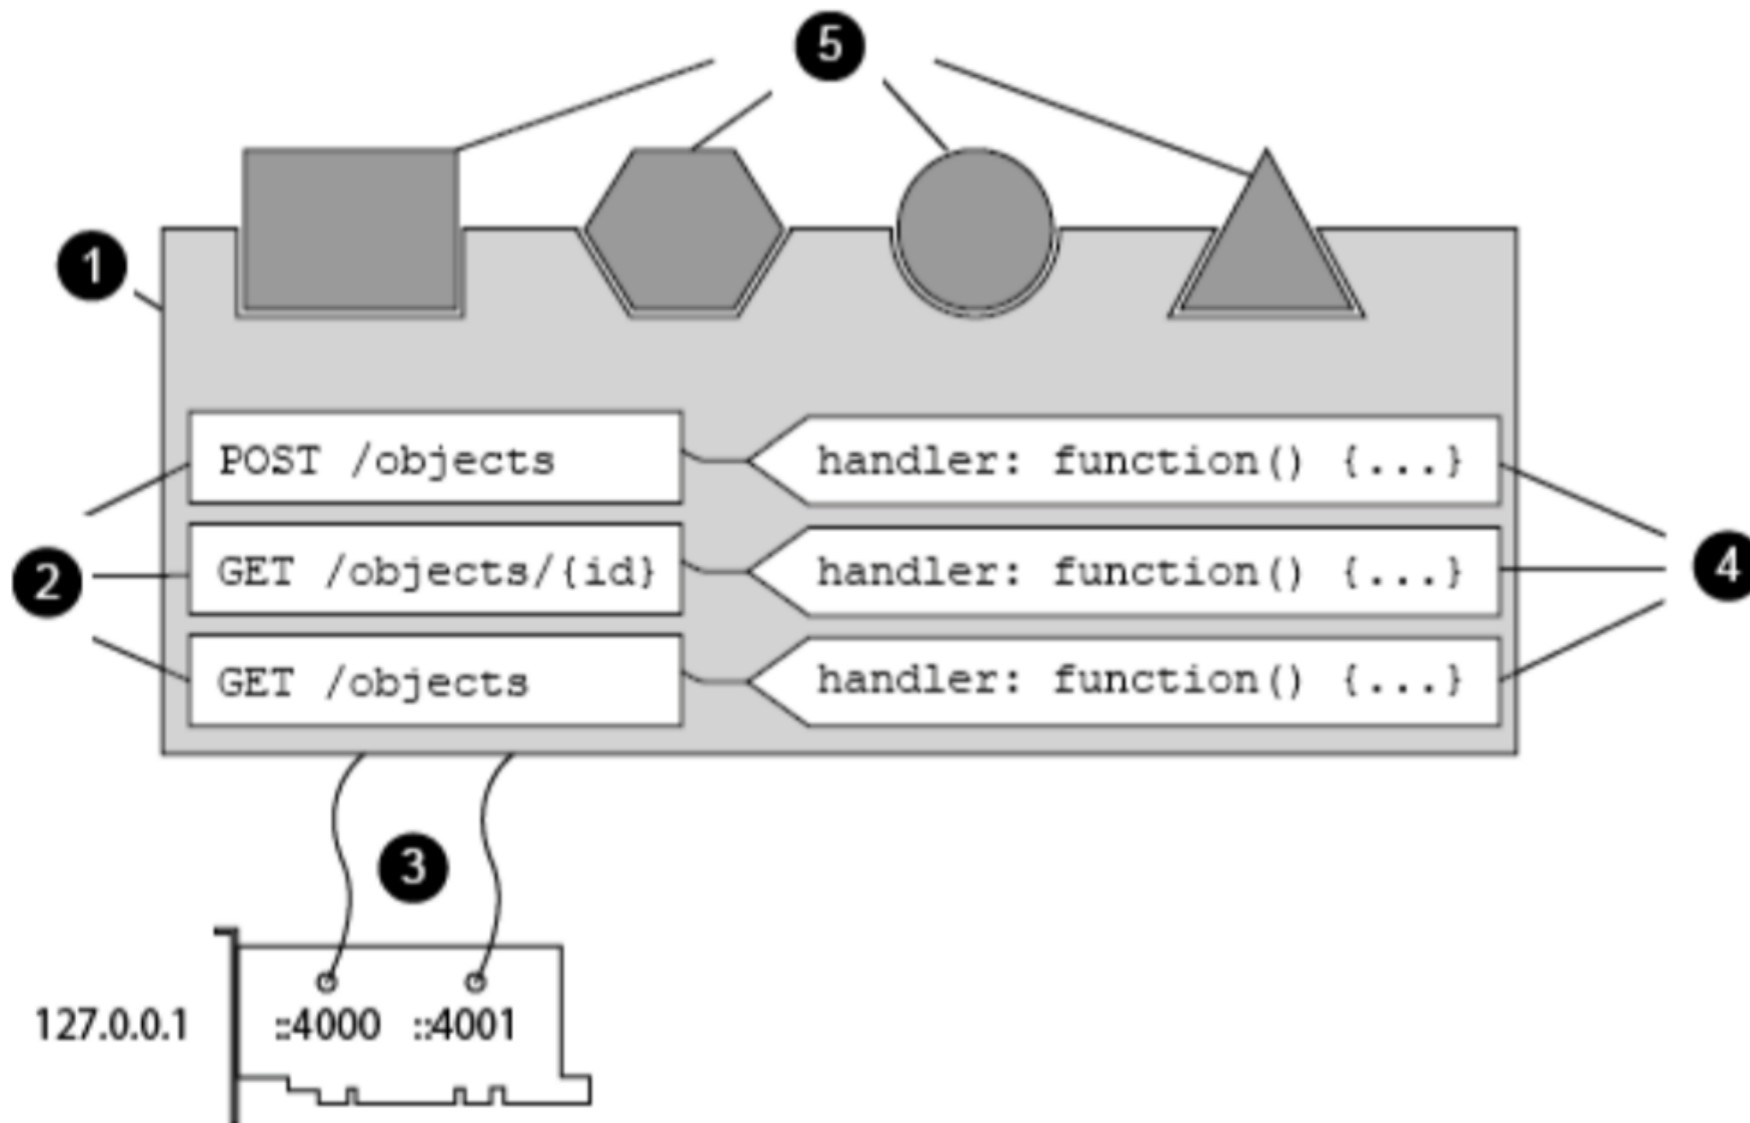 5
1
POST /objects handler: function() {...}
2 GET /objects/{id} handler: function() {...} 4
GET /objects handler: function() {...}
3
127.0.0.1 ::4000 ::4001